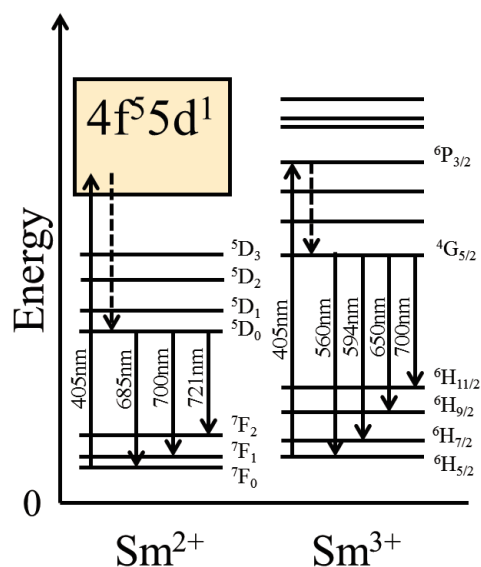 Energy
0
4f⁵5d¹
⁵D₃
⁵D₂
⁵D₁
⁵D₀
405nm
685nm
700nm
721nm
⁷F₂
⁷F₁
⁷F₀
Sm²⁺
⁶P₃/₂
⁴G₅/₂
405nm
560nm
594nm
650nm
700nm
⁶H₁₁/₂
⁶H₉/₂
⁶H₇/₂
⁶H₅/₂
Sm³⁺